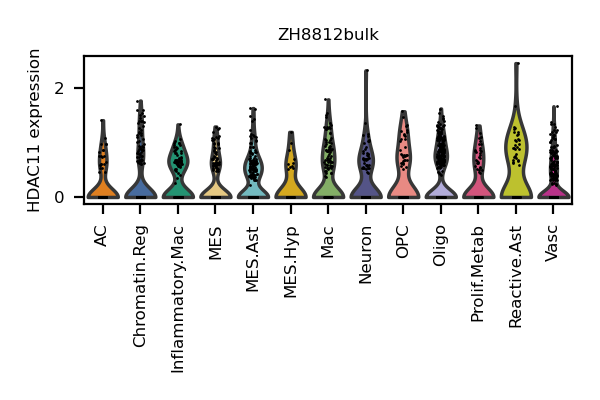 ZH8812bulk
HDAC11 expression
2
0
AC
Chromatin.Reg
Inflammatory.Mac
MES
MES.Ast
MES.Hyp
Mac
Neuron
OPC
Oligo
Prolif.Metab
Reactive.Ast
Vasc